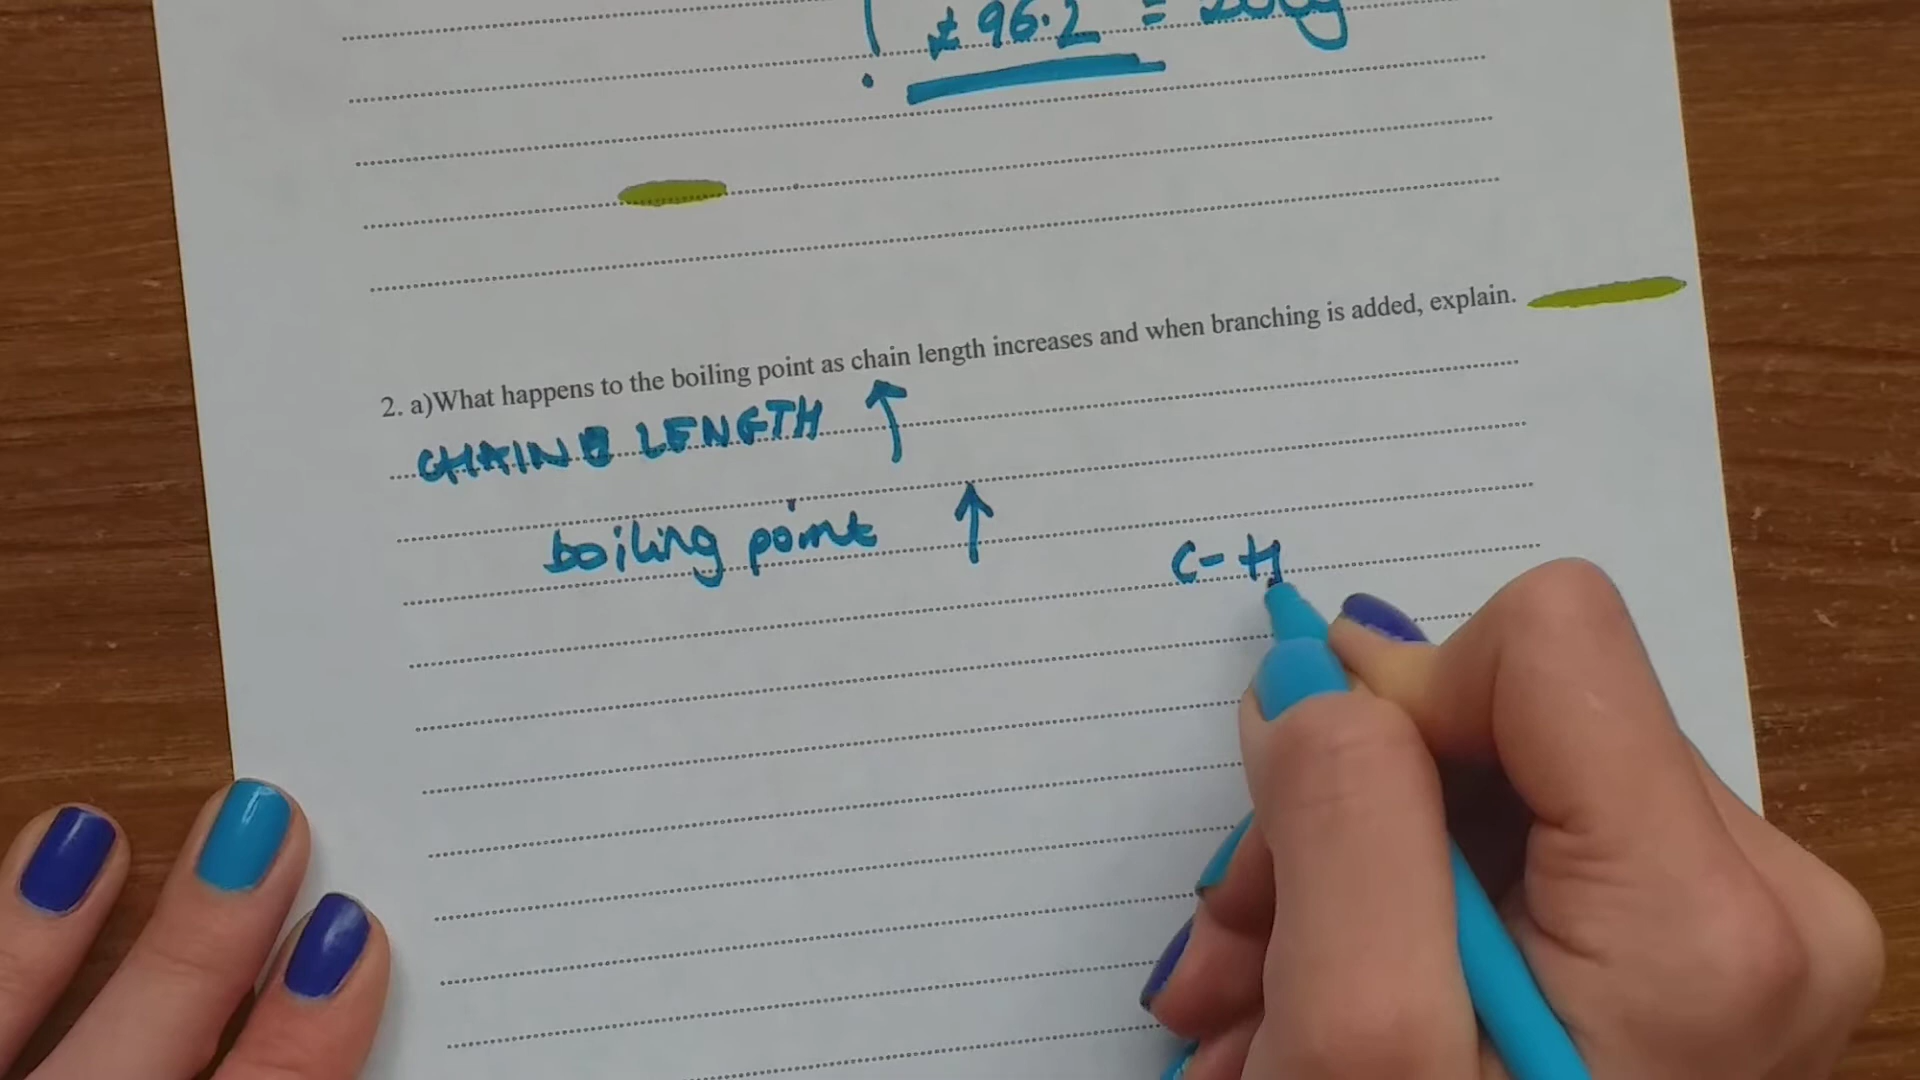 £96.2 =
2. a)What happens to the boiling point as chain length increases and when branching is added, explain.
CHAIN LENGTH ↑
boiling point ↑
C-H